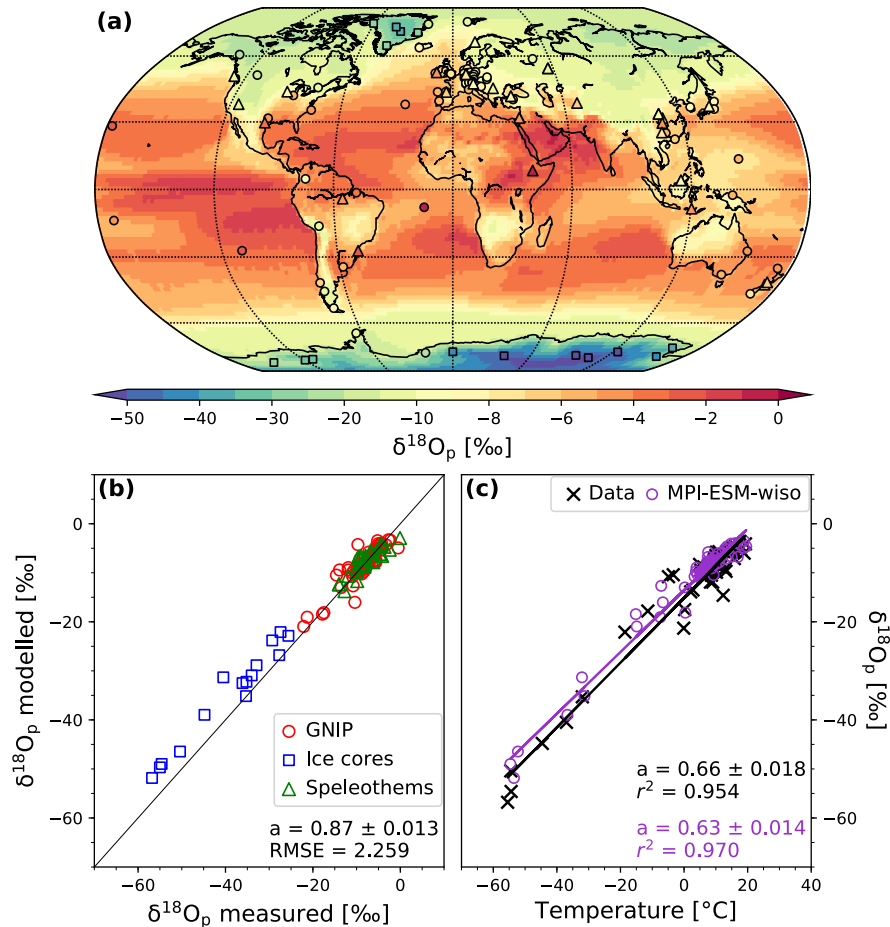 (a)
−50 −40 −30 −20 −10 −8 −6 −4 −2 0
δ¹⁸Oₚ [‰]
(b)
δ¹⁸Oₚ modelled [‰]
0
−20
−40
−60
GNIP
Ice cores
Speleothems
a = 0.87 ± 0.013
RMSE = 2.259
−60 −40 −20 0
δ¹⁸Oₚ measured [‰]
(c)
Data MPI-ESM-wiso
0
−20
−40
−60
δ¹⁸Oₚ [‰]
a = 0.66 ± 0.018
r² = 0.954
a = 0.63 ± 0.014
r² = 0.970
−60 −40 −20 0 20 40
Temperature [°C]